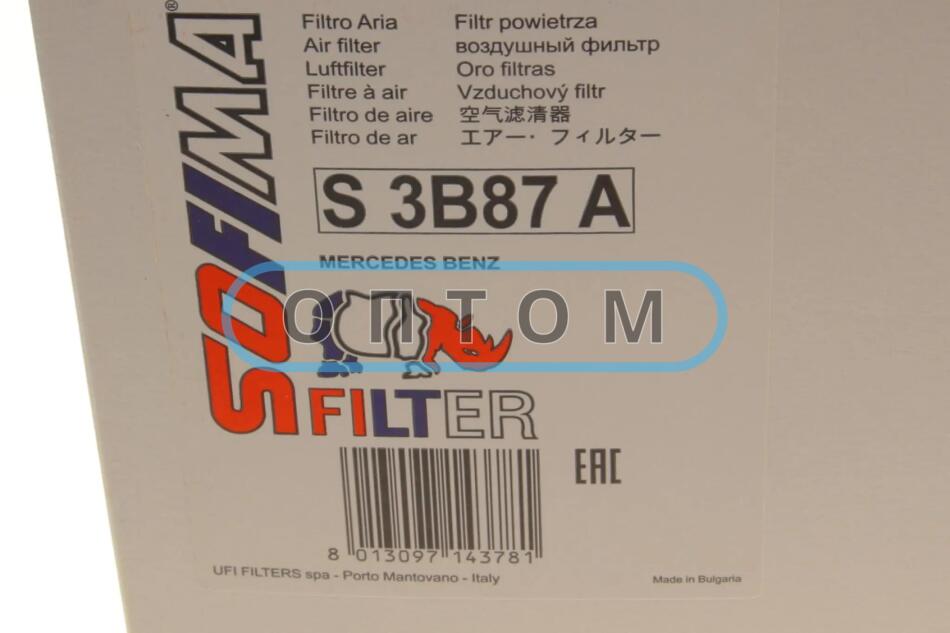 SOFIMA®
Filtro Aria
Air filter
Luftfilter
Filtre à air
Filtro de aire
Filtro de ar
Filtr powietrza
воздушный фильтр
Oro filtras
Vzduchový filtr
空气滤清器
エアー・フィルター
S 3B87 A
MERCEDES BENZ
ОПТОМ
FILTER
EAC
8 013097 143781
UFI FILTERS spa - Porto Mantovano - Italy
Made in Bulgaria